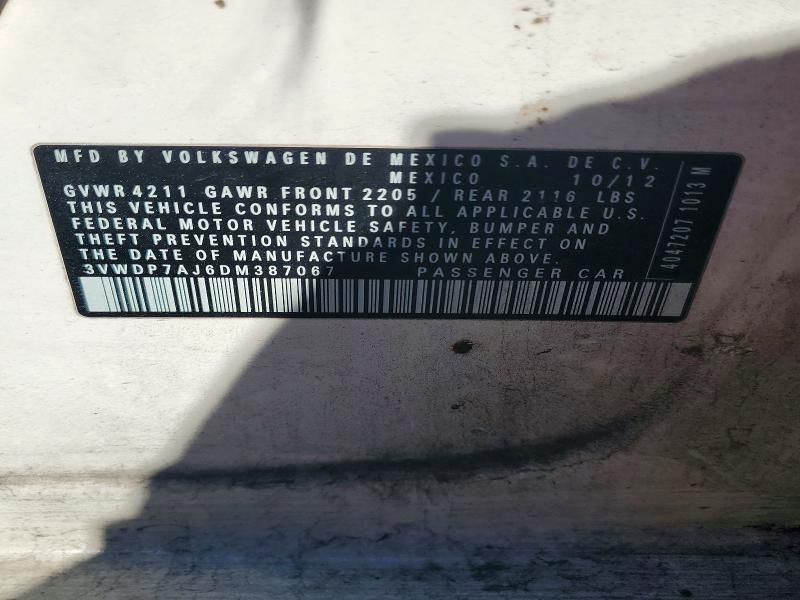 MFD BY VOLKSWAGEN DE MEXICO S.A. DE C.V.
MEXICO 10/12
GVWR 4211 GAWR FRONT 2205 / REAR 2116 LBS
THIS VEHICLE CONFORMS TO ALL APPLICABLE U.S.
FEDERAL MOTOR VEHICLE SAFETY, BUMPER AND
THEFT PREVENTION STANDARDS IN EFFECT ON
THE DATE OF MANUFACTURE SHOWN ABOVE.
3VWDP7AJ6DM387067 PASSENGER CAR
4047207 1013 M